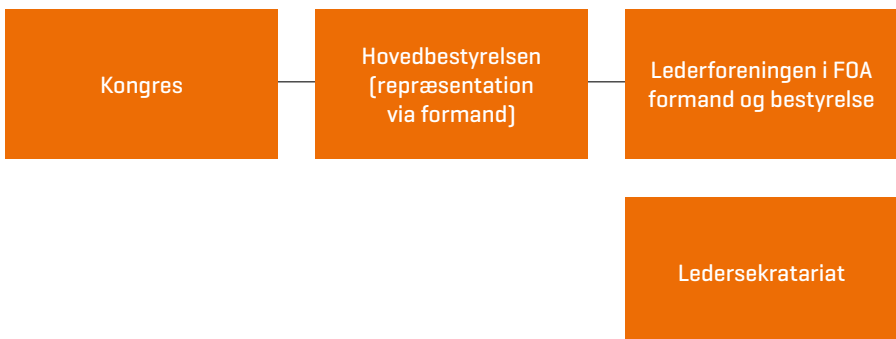 Kongres
Hovedbestyrelsen
(repræsentation
via formand)
Lederforeningen i FOA
formand og bestyrelse
Ledersekratariat